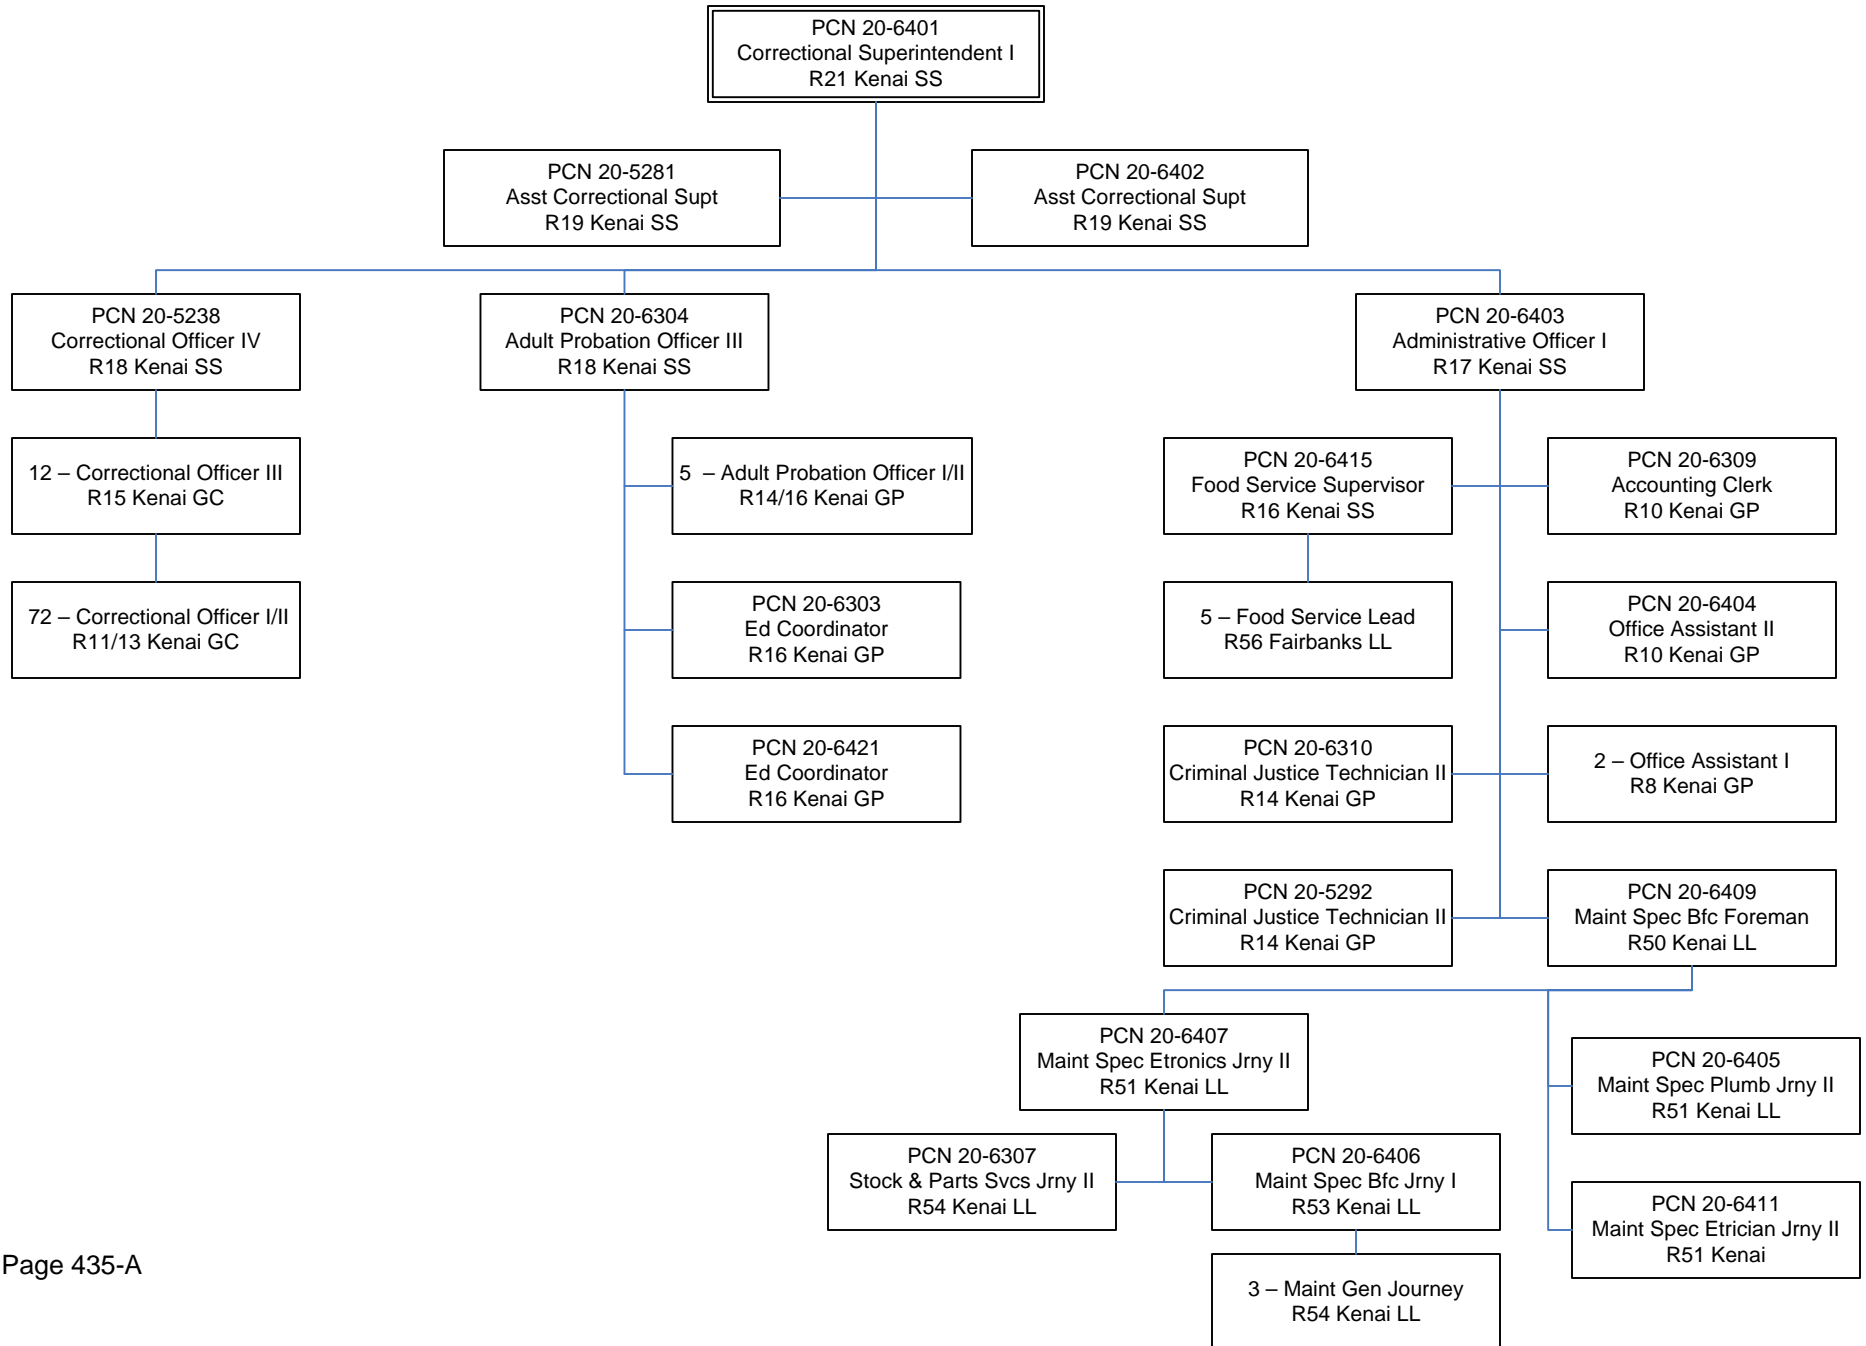 PCN 20-6401
Correctional Superintendent I
R21 Kenai SS
PCN 20-5281
Asst Correctional Supt
R19 Kenai SS
PCN 20-6402
Asst Correctional Supt
R19 Kenai SS
PCN 20-5238
Correctional Officer IV
R18 Kenai SS
PCN 20-6304
Adult Probation Officer III
R18 Kenai SS
PCN 20-6403
Administrative Officer I
R17 Kenai SS
12 – Correctional Officer III
R15 Kenai GC
5 – Adult Probation Officer I/II
R14/16 Kenai GP
PCN 20-6415
Food Service Supervisor
R16 Kenai SS
PCN 20-6309
Accounting Clerk
R10 Kenai GP
72 – Correctional Officer I/II
R11/13 Kenai GC
PCN 20-6303
Ed Coordinator
R16 Kenai GP
5 – Food Service Lead
R56 Fairbanks LL
PCN 20-6404
Office Assistant II
R10 Kenai GP
PCN 20-6421
Ed Coordinator
R16 Kenai GP
PCN 20-6310
Criminal Justice Technician II
R14 Kenai GP
2 – Office Assistant I
R8 Kenai GP
PCN 20-5292
Criminal Justice Technician II
R14 Kenai GP
PCN 20-6409
Maint Spec Bfc Foreman
R50 Kenai LL
PCN 20-6407
Maint Spec Etronics Jrny II
R51 Kenai LL
PCN 20-6405
Maint Spec Plumb Jrny II
R51 Kenai LL
PCN 20-6307
Stock & Parts Svcs Jrny II
R54 Kenai LL
PCN 20-6406
Maint Spec Bfc Jrny I
R53 Kenai LL
PCN 20-6411
Maint Spec Etrician Jrny II
R51 Kenai
3 – Maint Gen Journey
R54 Kenai LL
Page 435-A